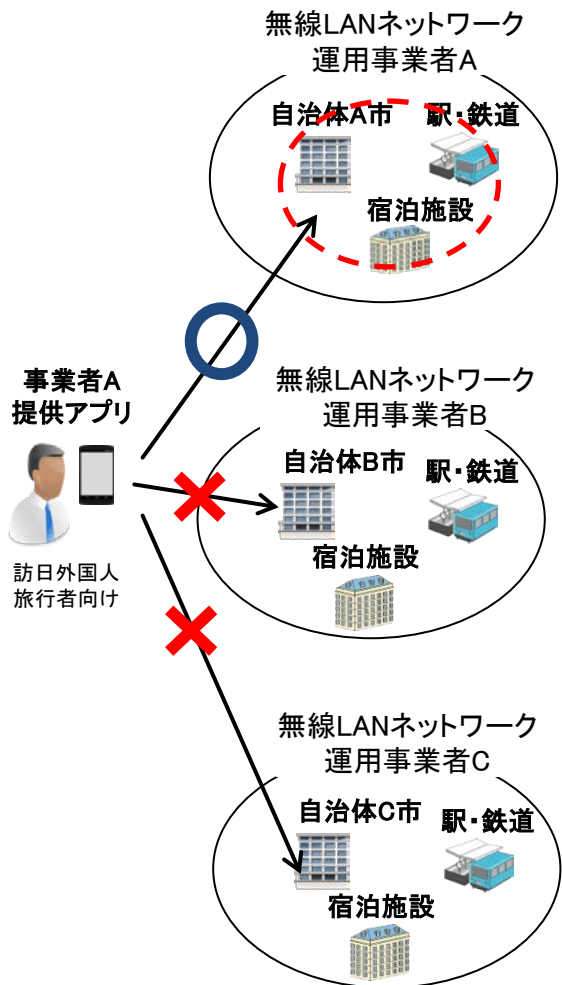 無線LANネットワーク
運用事業者A
自治体A市
駅・鉄道
宿泊施設
事業者A
提供アプリ
訪日外国人
旅行者向け
無線LANネットワーク
運用事業者B
自治体B市
駅・鉄道
宿泊施設
無線LANネットワーク
運用事業者C
自治体C市
駅・鉄道
宿泊施設